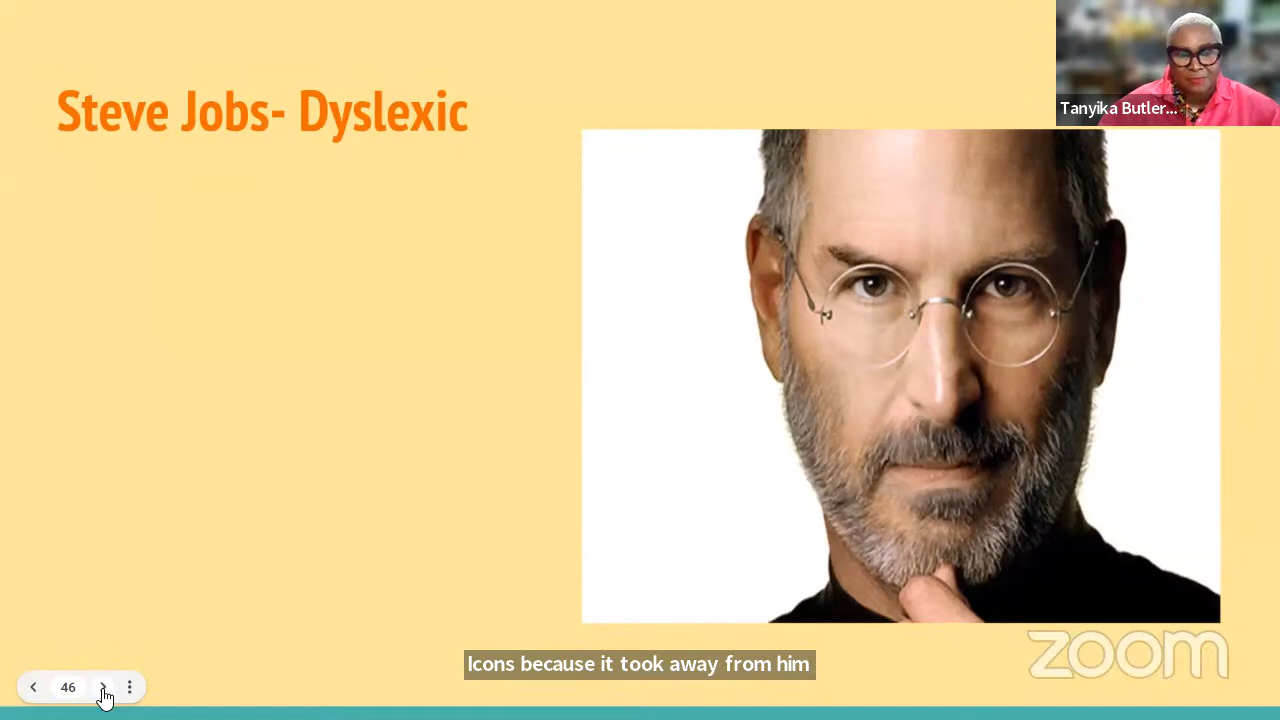 Steve Jobs- Dyslexic
Tanyika Butler...
Icons because it took away from him
zoom
46